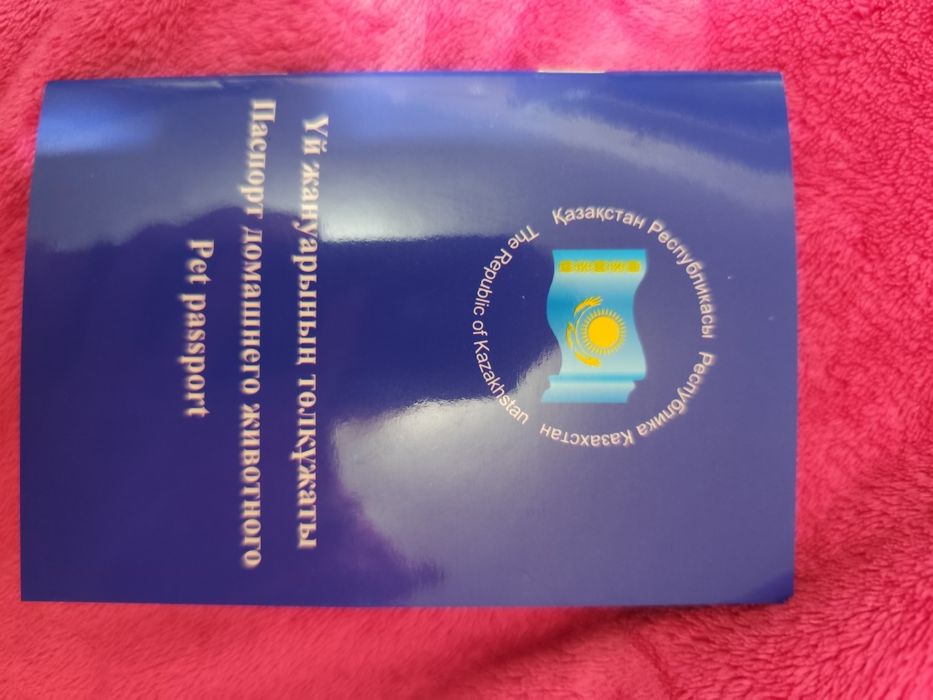 Қазақстан Республикасы
Республика Казахстан
The Republic of Kazakhstan
Үй жануарының төлқұжаты
Паспорт домашнего животного
Pet passport